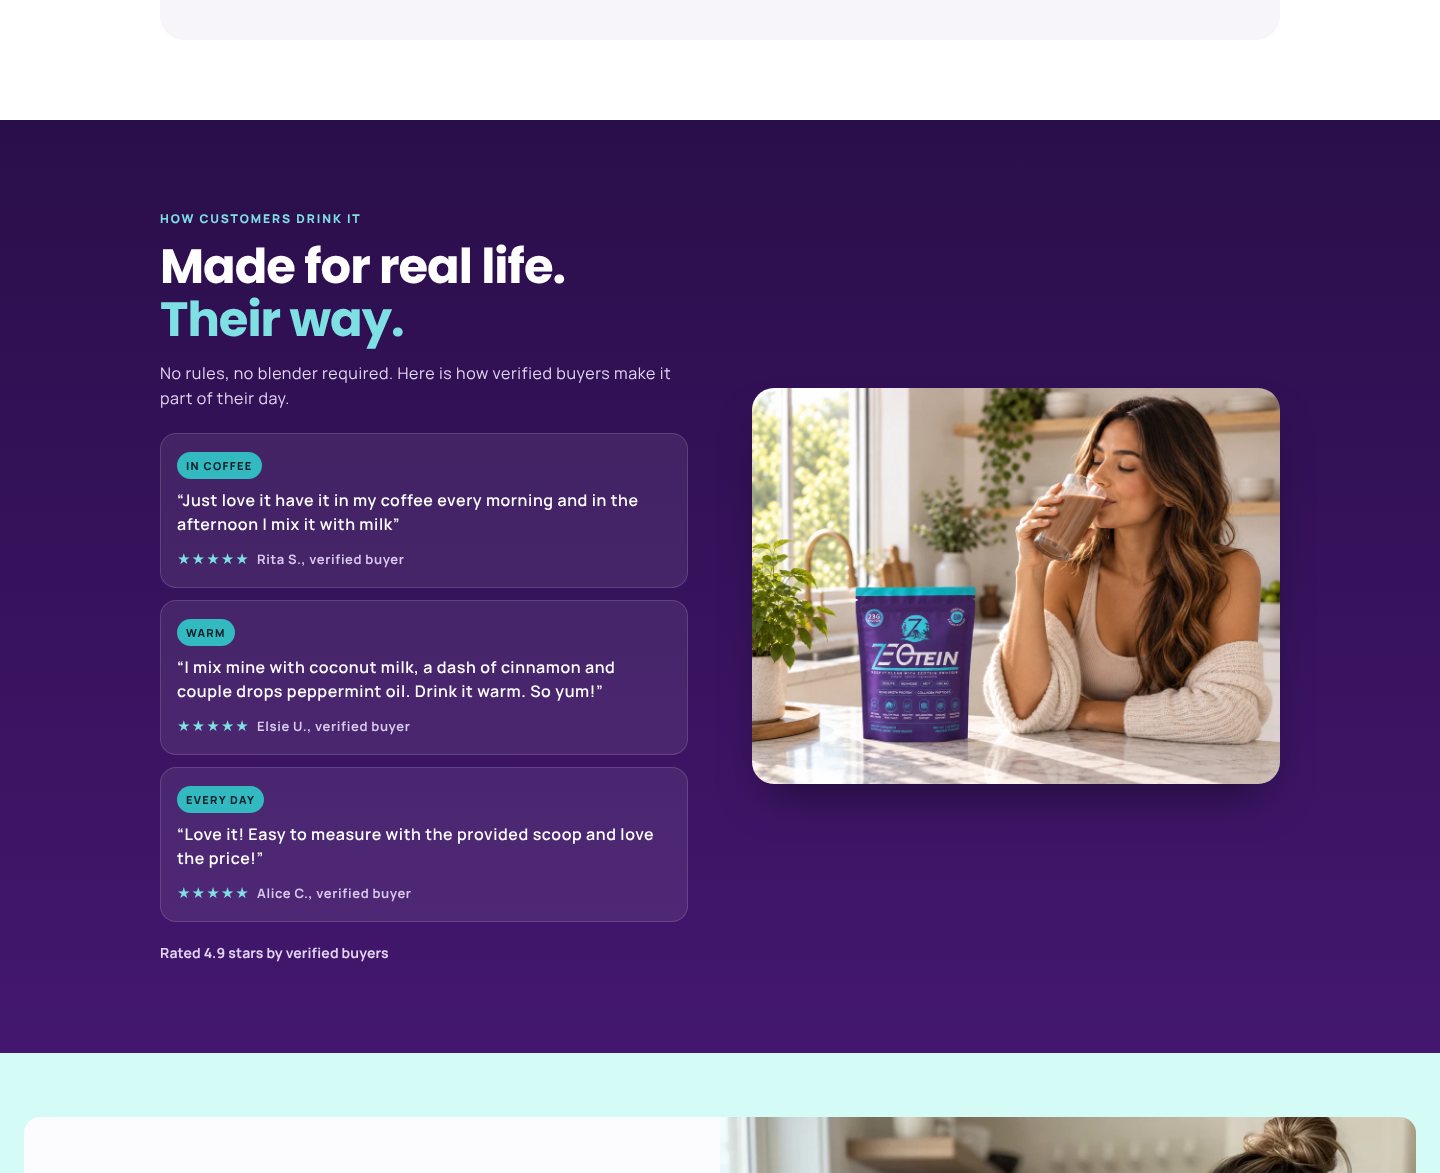 HOW CUSTOMERS DRINK IT
Made for real life.
Their way.
No rules, no blender required. Here is how verified buyers make it
part of their day.
IN COFFEE
“Just love it have it in my coffee every morning and in the
afternoon I mix it with milk”
★★★★★ Rita S., verified buyer
WARM
“I mix mine with coconut milk, a dash of cinnamon and
couple drops peppermint oil. Drink it warm. So yum!”
★★★★★ Elsie U., verified buyer
EVERY DAY
“Love it! Easy to measure with the provided scoop and love
the price!”
★★★★★ Alice C., verified buyer
Rated 4.9 stars by verified buyers
23G
ZEOTEIN